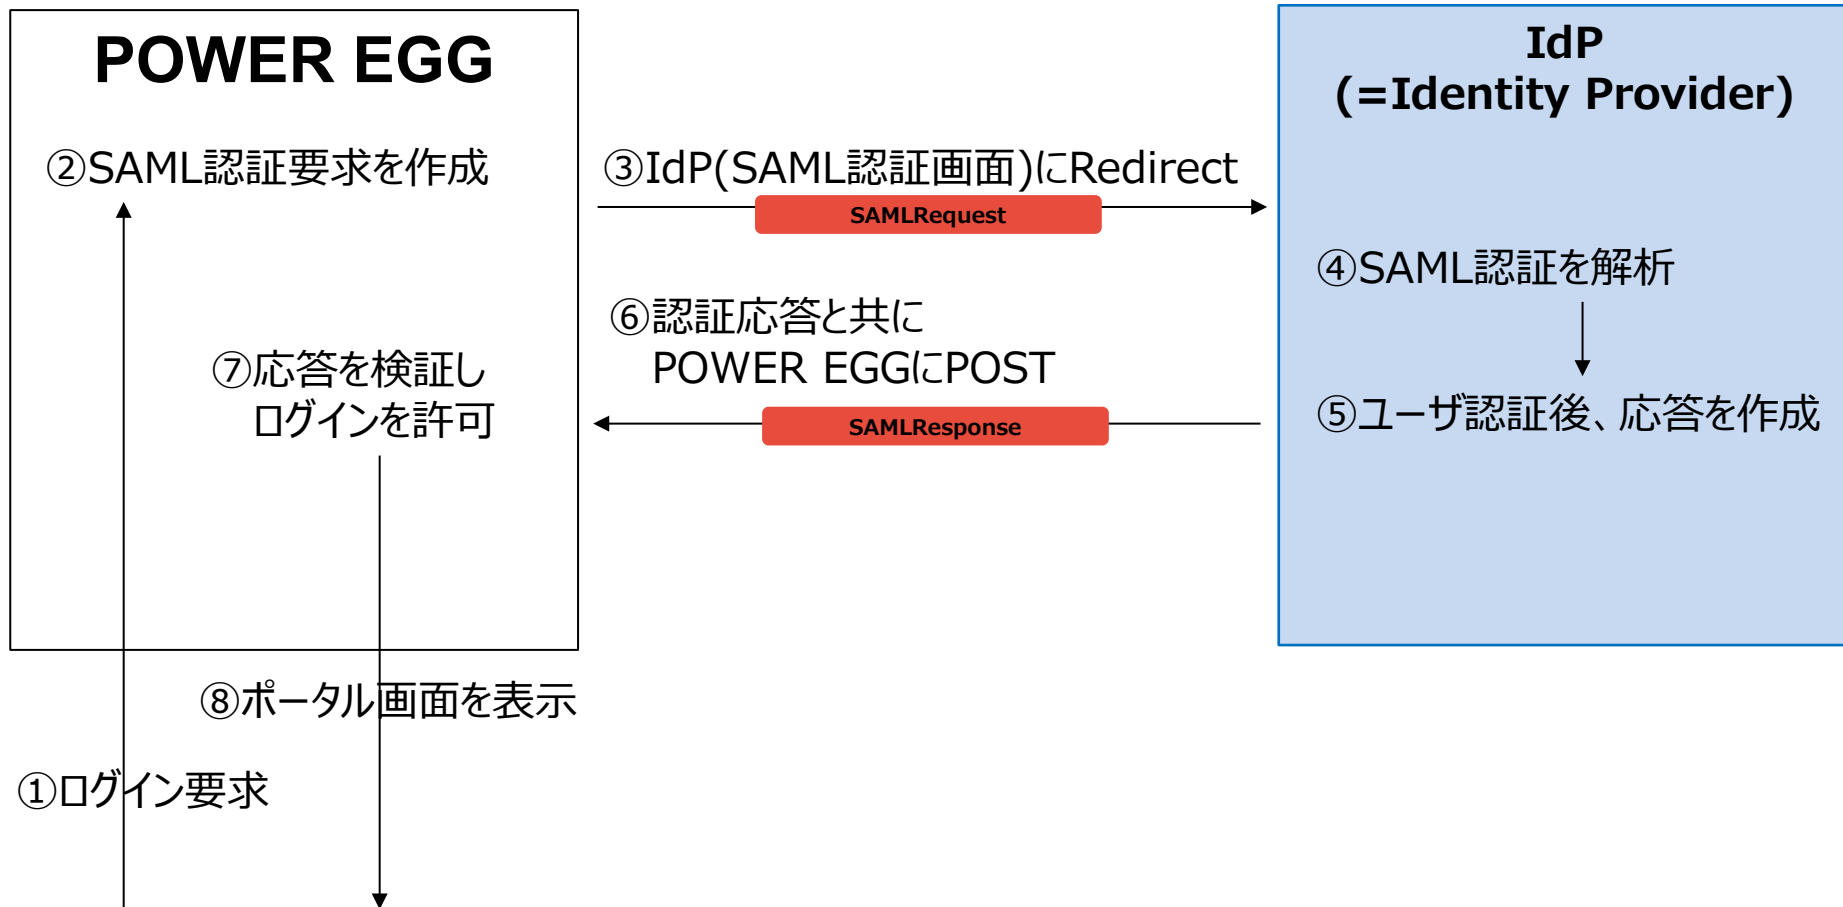 POWER EGG
②SAML認証要求を作成
⑦応答を検証し
ログインを許可
⑧ポータル画面を表示
①ログイン要求
③IdP(SAML認証画面)にRedirect
SAMLRequest
⑥認証応答と共に
POWER EGGにPOST
SAMLResponse
IdP
(=Identity Provider)
④SAML認証を解析
⑤ユーザ認証後、応答を作成